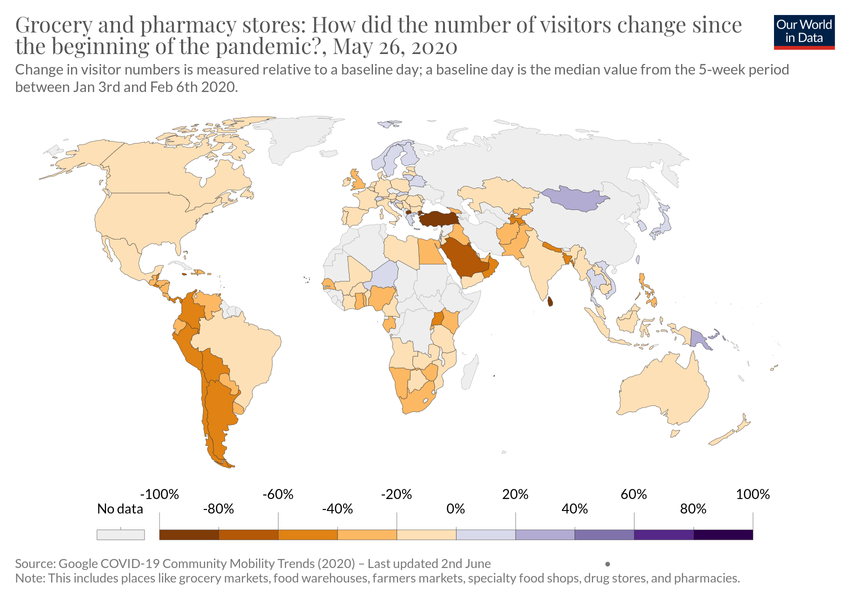 Grocery and pharmacy stores: How did the number of visitors change since
the beginning of the pandemic?, May 26, 2020
Our World
in Data
Change in visitor numbers is measured relative to a baseline day; a baseline day is the median value from the 5-week period
between Jan 3rd and Feb 6th 2020.
-100% -60% -20% 20% 60% 100%
No data -80% -40% 0% 40% 80%
Source: Google COVID-19 Community Mobility Trends (2020) – Last updated 2nd June
Note: This includes places like grocery markets, food warehouses, farmers markets, specialty food shops, drug stores, and pharmacies.